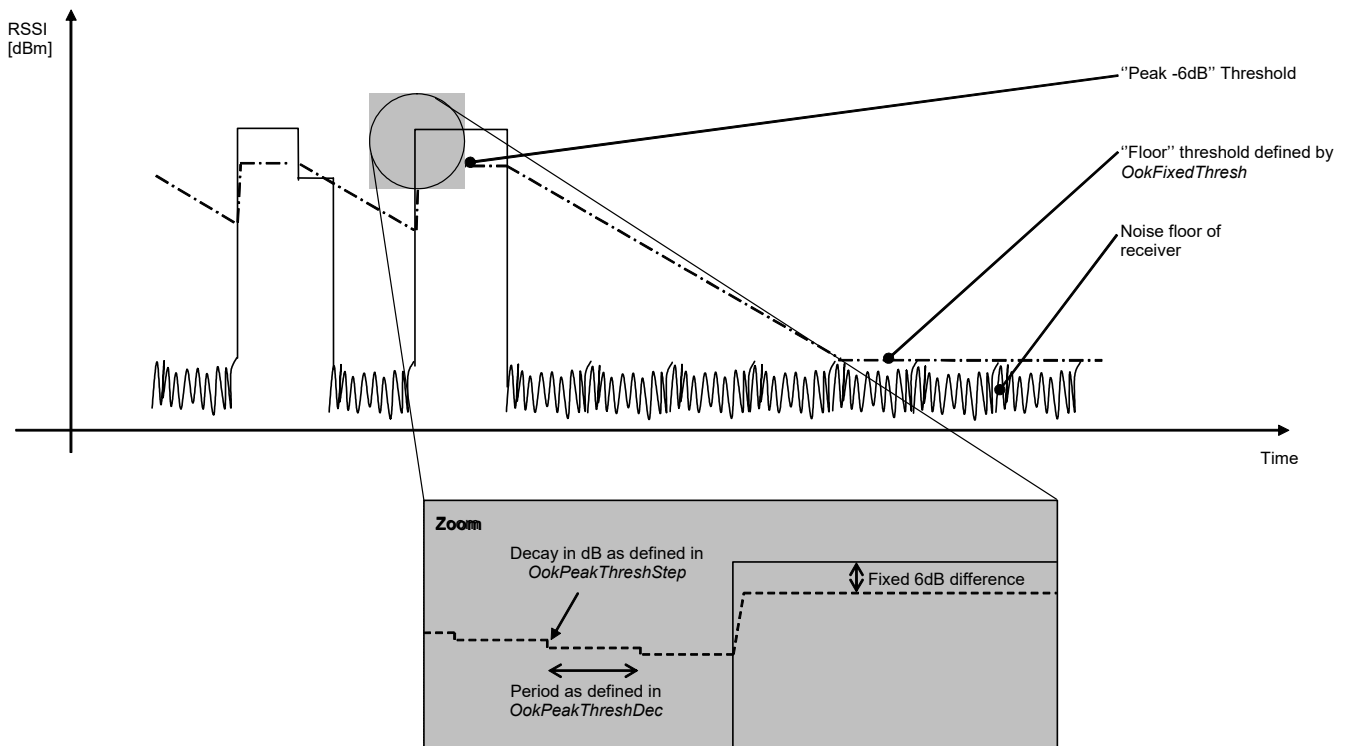 RSSI
[dBm]
‘'Peak -6dB’' Threshold
‘'Floor’' threshold defined by
OokFixedThresh
Noise floor of
receiver
Time
Zoom
Decay in dB as defined in
OokPeakThreshStep
Fixed 6dB difference
Period as defined in
OokPeakThreshDec